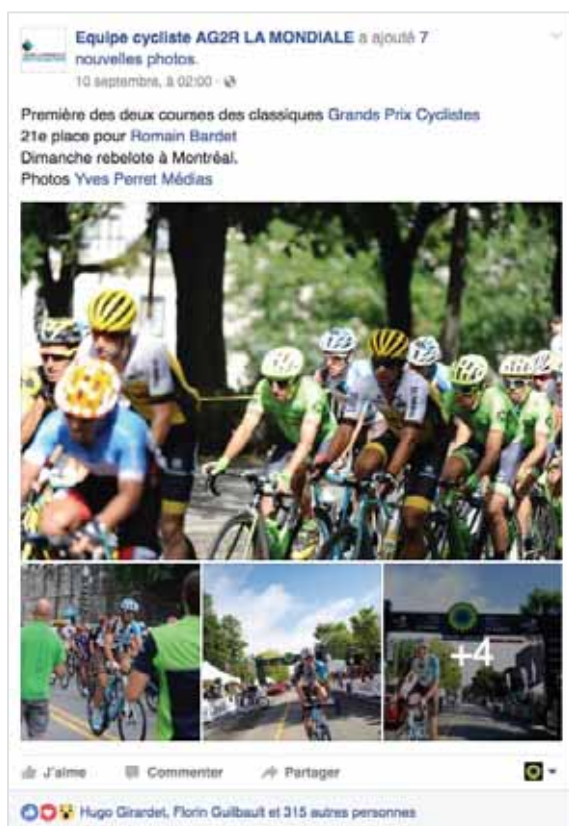 Equipe cycliste AG2R LA MONDIALE a ajouté 7
nouvelles photos.
10 septembre, à 02:00
Première des deux courses des classiques Grands Prix Cyclistes
21e place pour Romain Bardet
Dimanche rebelote à Montréal.
Photos Yves Perret Médias
+4
J'aime Commenter Partager
Hugo Girardet, Florin Guilbault et 315 autres personnes